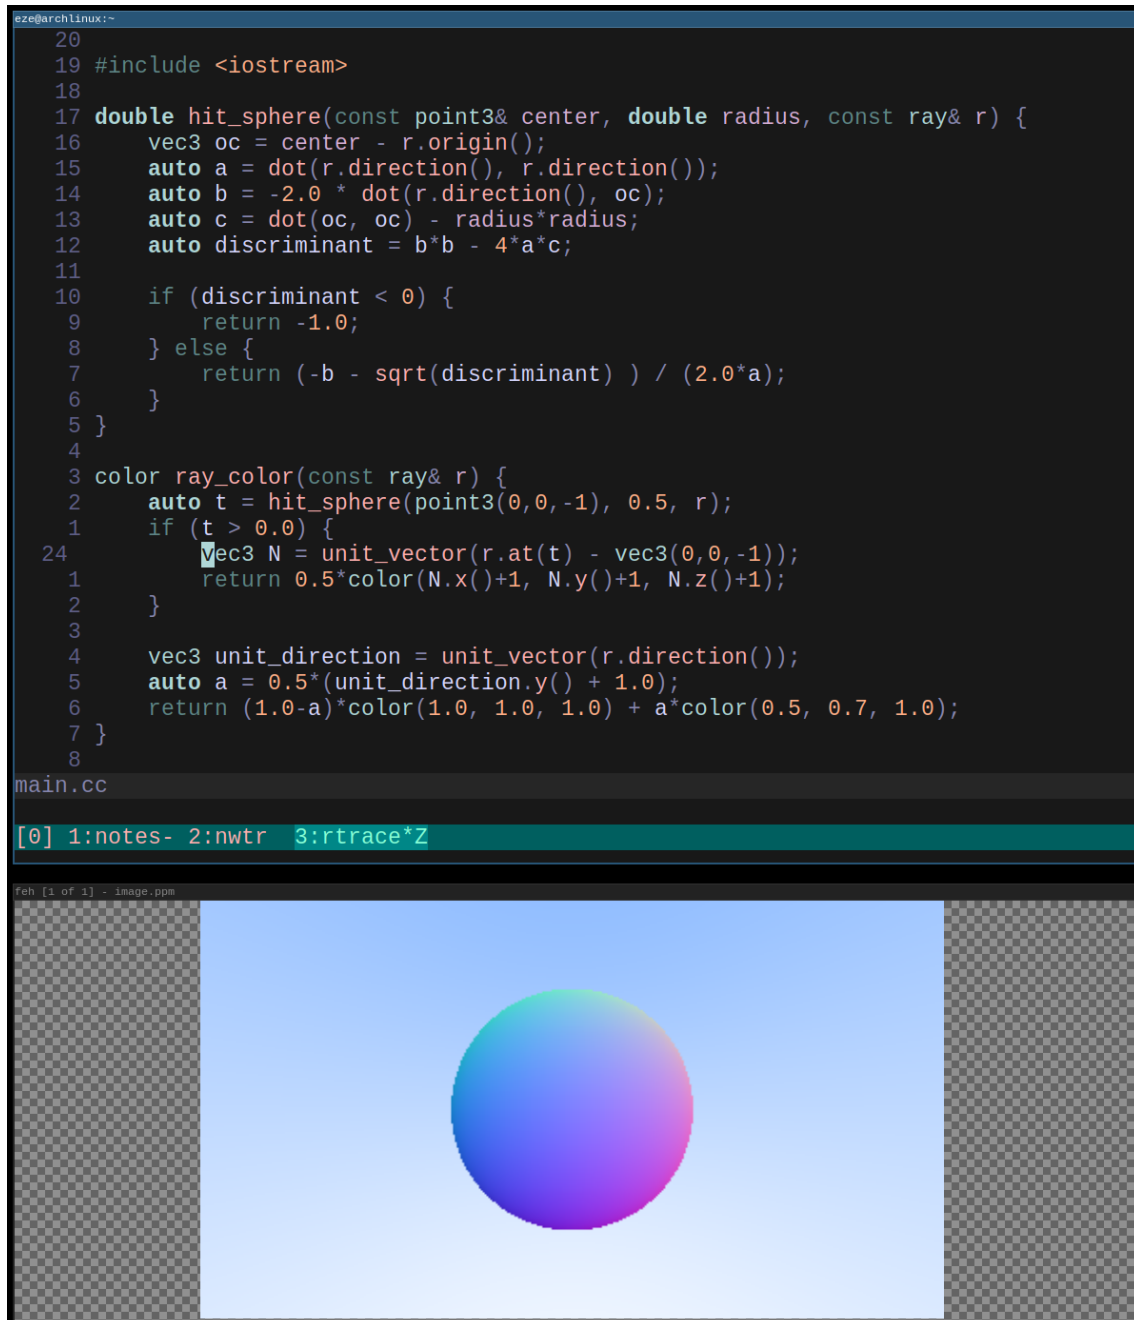 eze@archlinux:~
20
19 #include <iostream>
18
17 double hit_sphere(const point3& center, double radius, const ray& r) {
16     vec3 oc = center - r.origin();
15     auto a = dot(r.direction(), r.direction());
14     auto b = -2.0 * dot(r.direction(), oc);
13     auto c = dot(oc, oc) - radius*radius;
12     auto discriminant = b*b - 4*a*c;
11
10     if (discriminant < 0) {
9         return -1.0;
8     } else {
7         return (-b - sqrt(discriminant) ) / (2.0*a);
6     }
5 }
4
3 color ray_color(const ray& r) {
2     auto t = hit_sphere(point3(0,0,-1), 0.5, r);
1     if (t > 0.0) {
24         vec3 N = unit_vector(r.at(t) - vec3(0,0,-1));
1         return 0.5*color(N.x()+1, N.y()+1, N.z()+1);
2     }
3
4     vec3 unit_direction = unit_vector(r.direction());
5     auto a = 0.5*(unit_direction.y() + 1.0);
6     return (1.0-a)*color(1.0, 1.0, 1.0) + a*color(0.5, 0.7, 1.0);
7 }
8
main.cc
[0] 1:notes- 2:nwtr  3:rtrace*Z
feh [1 of 1] - image.ppm